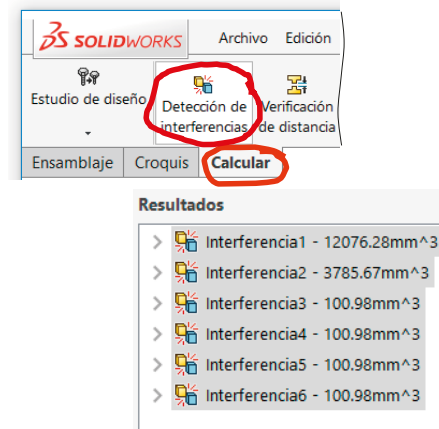 SOLIDWORKS Archivo Edición
Estudio de diseño
Detección de interferencias
Verificación de distancia
Ensamblaje Croquis Calcular
Resultados
Interferencia1 - 12076.28mm^3
Interferencia2 - 3785.67mm^3
Interferencia3 - 100.98mm^3
Interferencia4 - 100.98mm^3
Interferencia5 - 100.98mm^3
Interferencia6 - 100.98mm^3